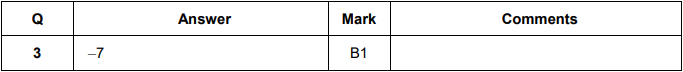 Q Answer Mark Comments
3 –7 B1